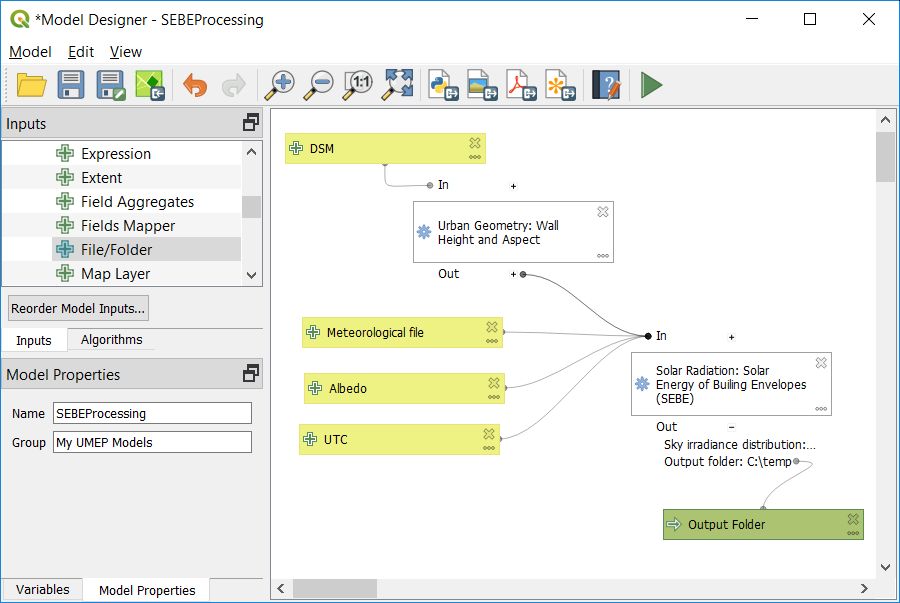 *Model Designer - SEBEProcessing
Model Edit View
1:1
?
Inputs
Expression
Extent
Field Aggregates
Fields Mapper
File/Folder
Map Layer
Reorder Model Inputs...
Inputs Algorithms
Model Properties
Name SEBEProcessing
Group My UMEP Models
Variables Model Properties
DSM
In +
Urban Geometry: Wall
Height and Aspect
Out +
Meteorological file
Albedo
UTC
In +
Solar Radiation: Solar
Energy of Builing Envelopes
(SEBE)
Out −
Sky irradiance distribution:...
Output folder: C:\temp
Output Folder